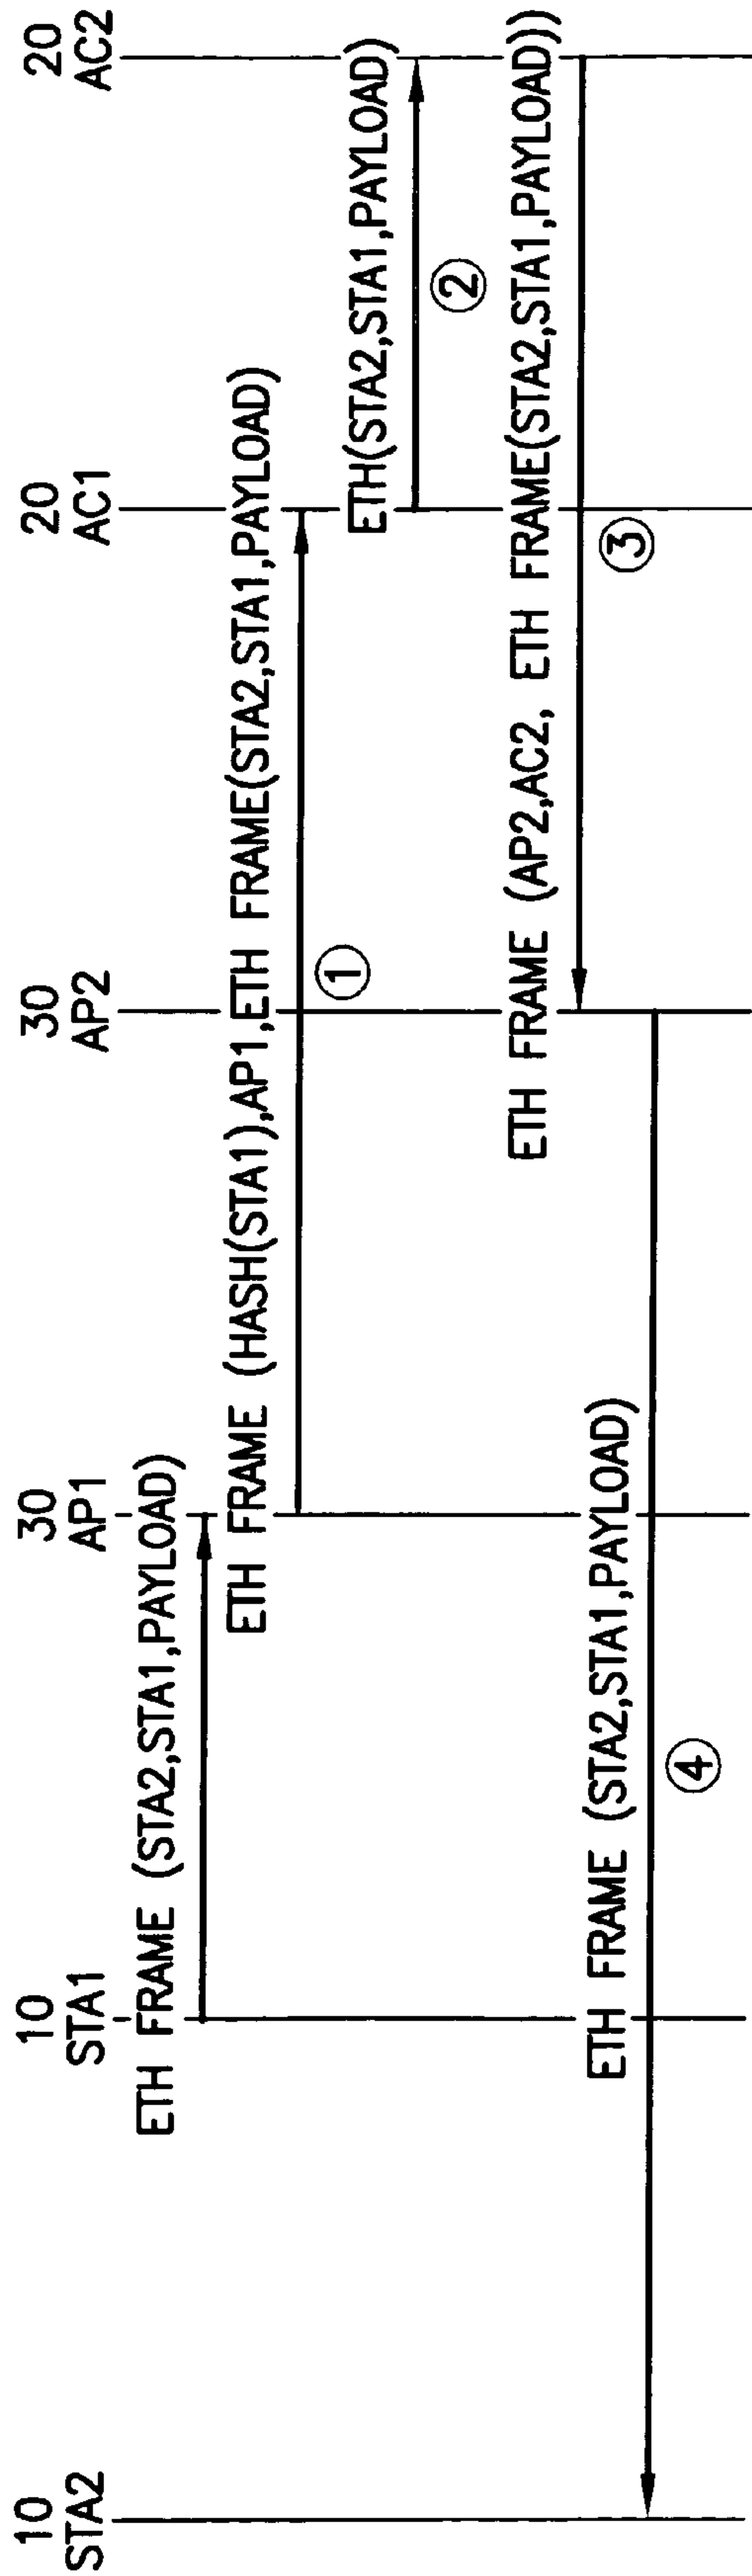 10
STA2
10
STA1
30
AP1
30
AP2
20
AC1
20
AC2
ETH FRAME (STA2,STA1,PAYLOAD)
ETH FRAME (HASH(STA1),AP1,ETH FRAME(STA2,STA1,PAYLOAD)
1
ETH(STA2,STA1,PAYLOAD)
2
ETH FRAME (AP2,AC2, ETH FRAME(STA2,STA1,PAYLOAD))
3
ETH FRAME (STA2,STA1,PAYLOAD)
4